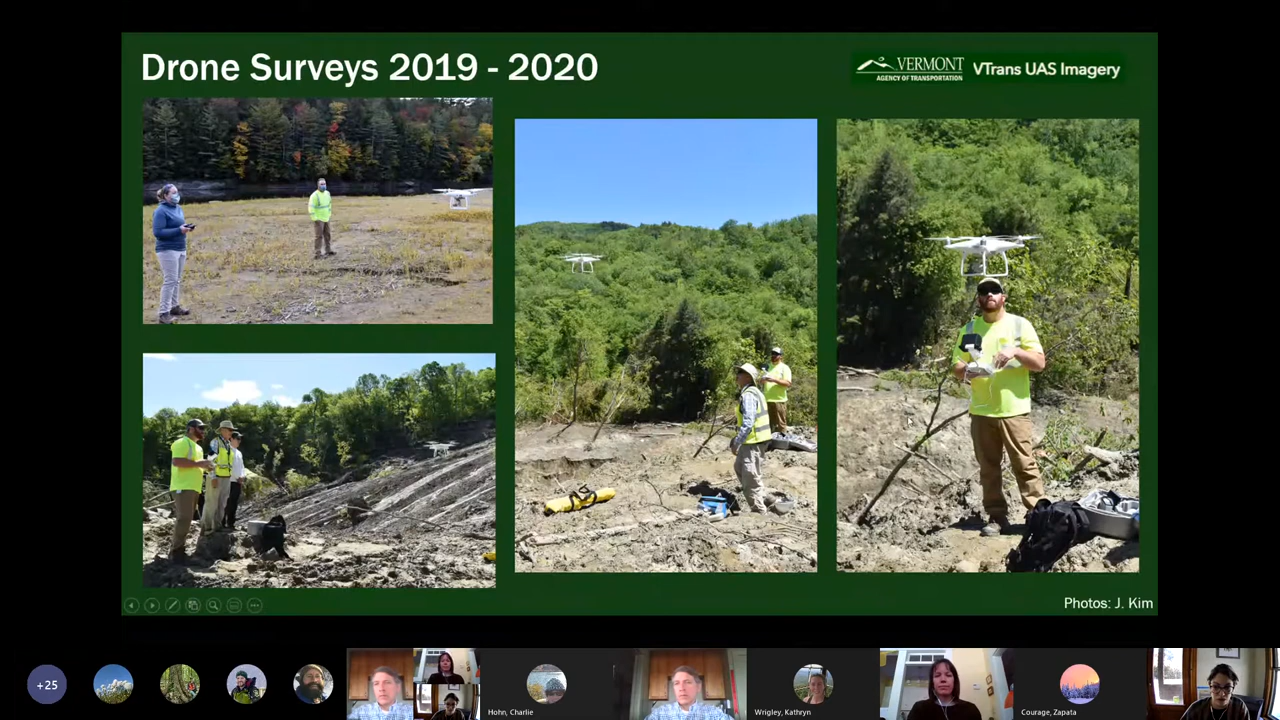 Drone Surveys 2019 - 2020
VERMONT
AGENCY OF TRANSPORTATION
VTrans UAS Imagery
Photos: J. Kim
+25
Hohn, Charlie
Wrigley, Kathryn
Courage, Zapata